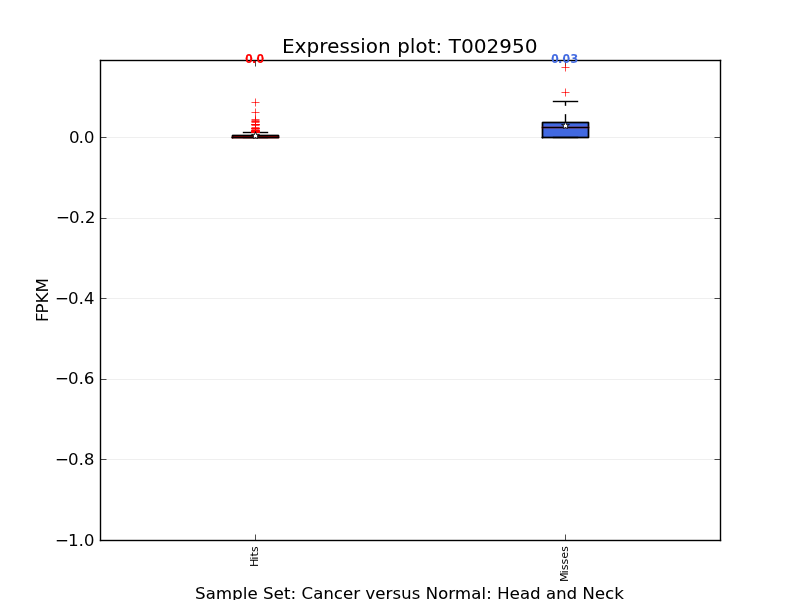 Expression plot: T002950
0.0
0.03
0.0
−0.2
−0.4
−0.6
−0.8
−1.0
FPKM
Hits
Misses
Sample Set: Cancer versus Normal: Head and Neck